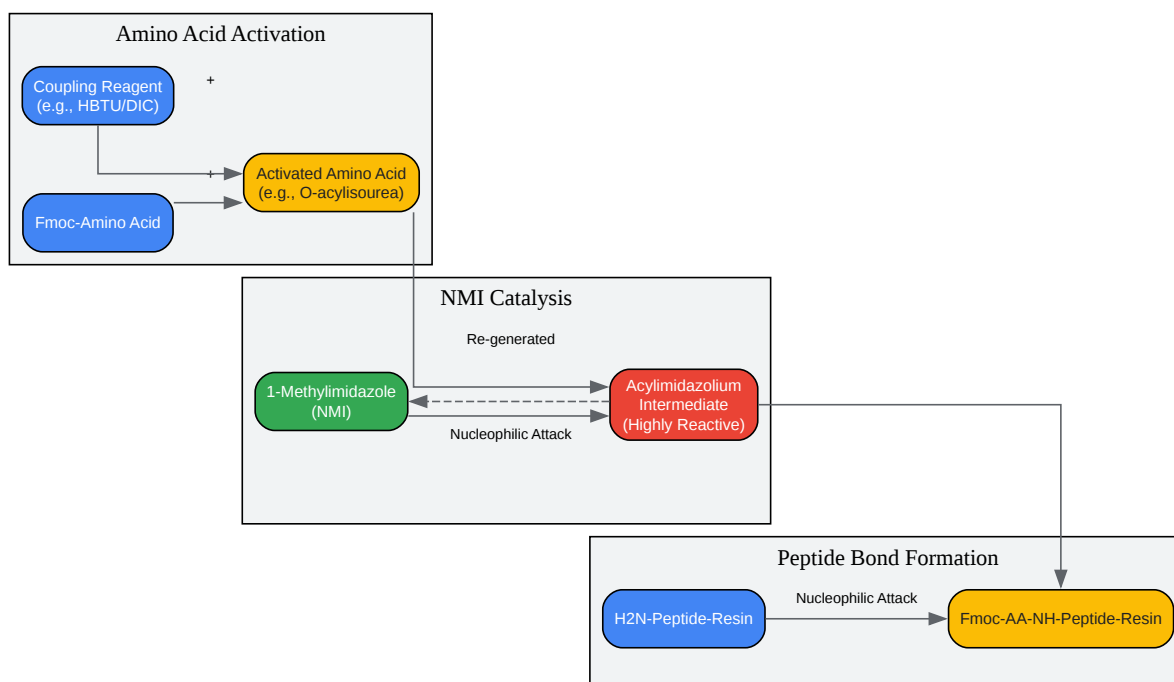 Amino Acid Activation
Coupling Reagent
(e.g., HBTU/DIC)
+
+
Activated Amino Acid
(e.g., O-acylisourea)
Fmoc-Amino Acid
NMI Catalysis
Re-generated
1-Methylimidazole
(NMI)
Acylimidazolium
Intermediate
(Highly Reactive)
Nucleophilic Attack
Peptide Bond Formation
Nucleophilic Attack
H2N-Peptide-Resin
Fmoc-AA-NH-Peptide-Resin